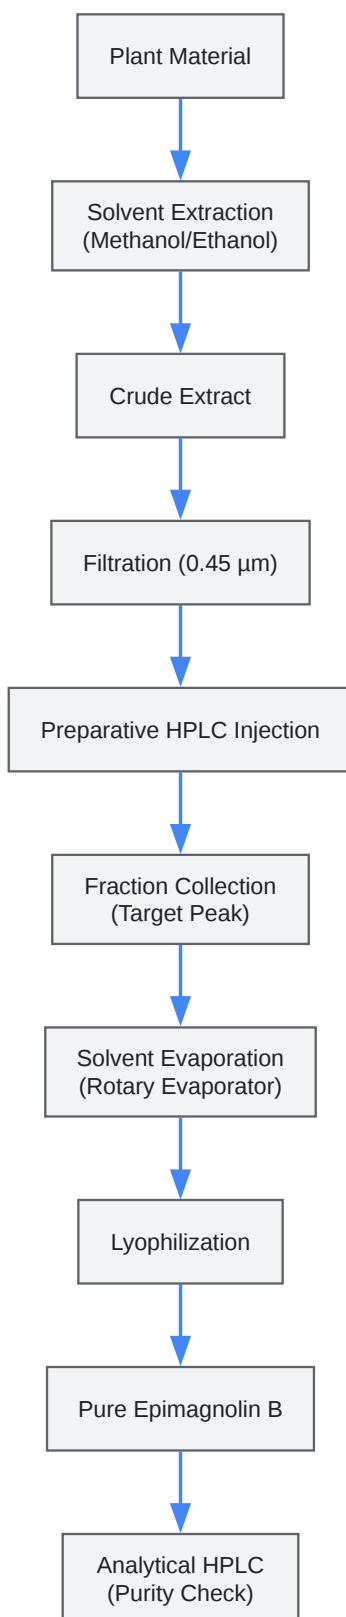 Plant Material
Solvent Extraction
(Methanol/Ethanol)
Crude Extract
Filtration (0.45 µm)
Preparative HPLC Injection
Fraction Collection
(Target Peak)
Solvent Evaporation
(Rotary Evaporator)
Lyophilization
Pure Epimagnolin B
Analytical HPLC
(Purity Check)